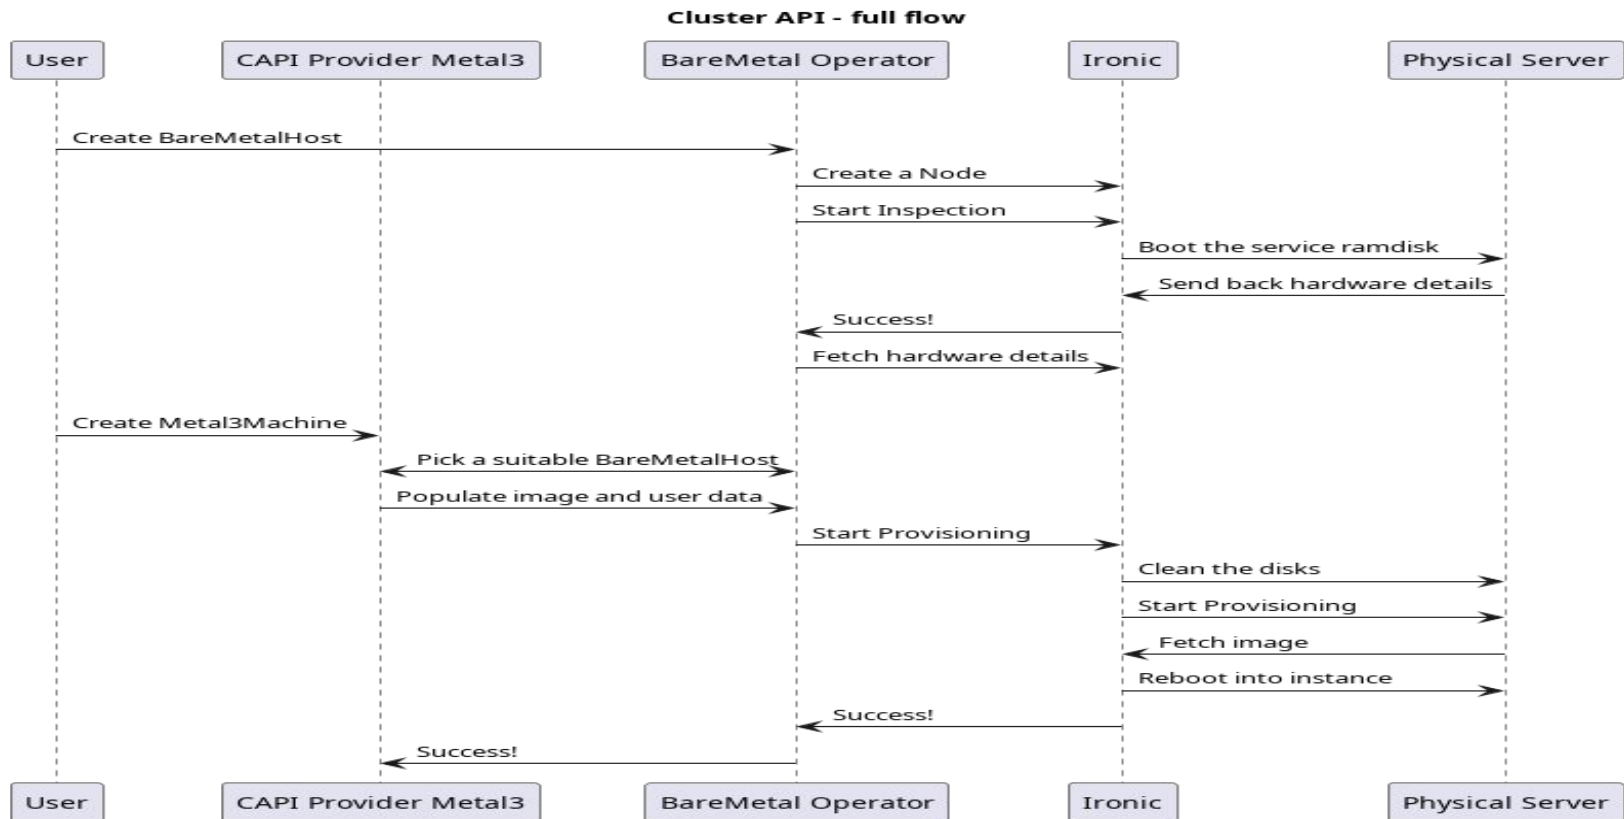 Cluster API - full flow
User
CAPI Provider Metal3
BareMetal Operator
Ironic
Physical Server
Create BareMetalHost
Create a Node
Start Inspection
Boot the service ramdisk
Send back hardware details
Success!
Fetch hardware details
Create Metal3Machine
Pick a suitable BareMetalHost
Populate image and user data
Start Provisioning
Clean the disks
Start Provisioning
Fetch image
Reboot into instance
Success!
Success!
User
CAPI Provider Metal3
BareMetal Operator
Ironic
Physical Server